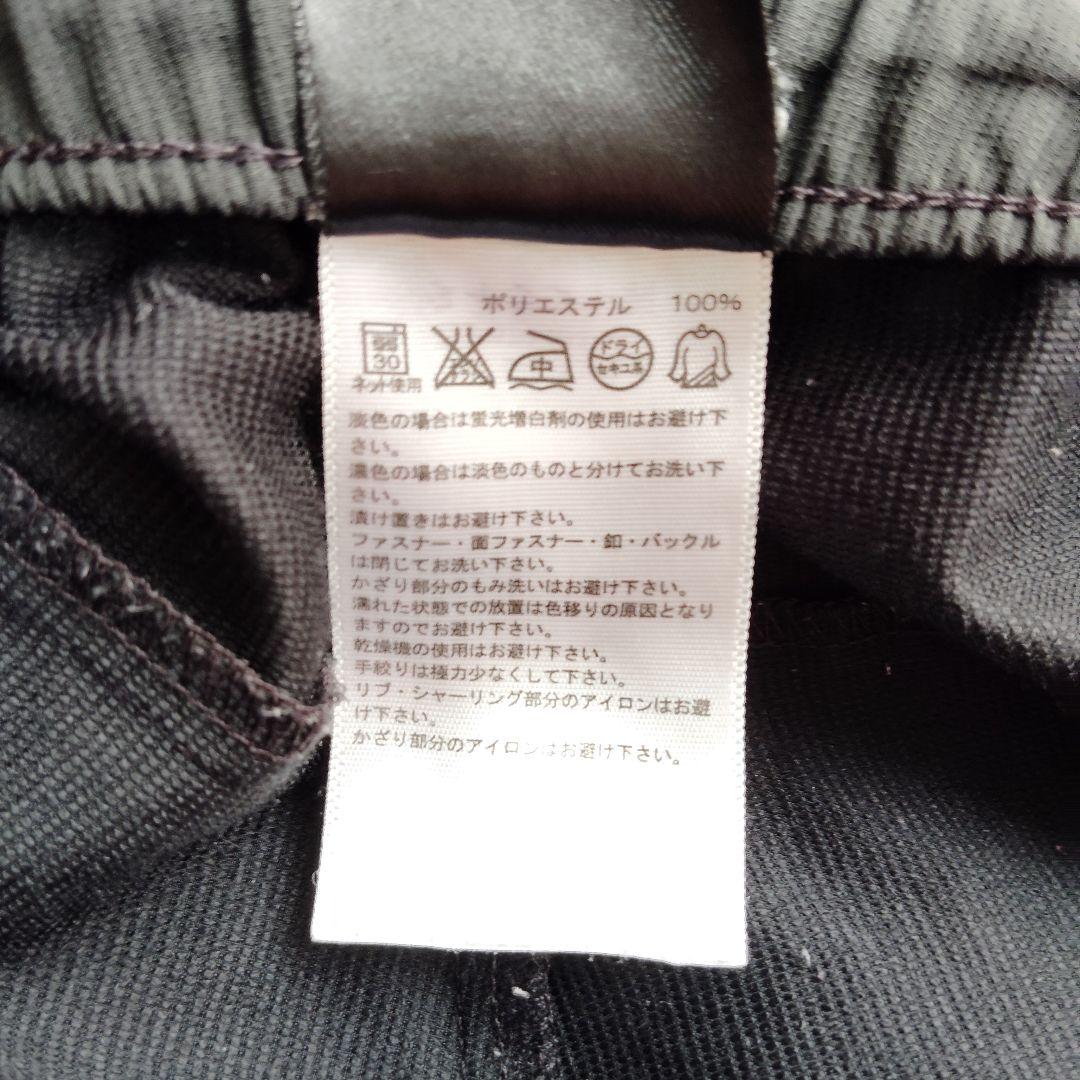 ポリエステル 100%
弱 30 中 ドライ
ネット使用 セキユ系
淡色の場合は蛍光増白剤の使用はお避け下
さい。
濃色の場合は淡色のものと分けてお洗い下
さい。
漬け置きはお避け下さい。
ファスナー・面ファスナー・釦・バックル
は閉じてお洗い下さい。
かざり部分のもみ洗いはお避け下さい。
濡れた状態での放置は色移りの原因となり
ますのでお避け下さい。
乾燥機の使用はお避け下さい。
手絞りは極力少なくして下さい。
リブ・シャーリング部分のアイロンはお避
け下さい。
かざり部分のアイロンはお避け下さい。